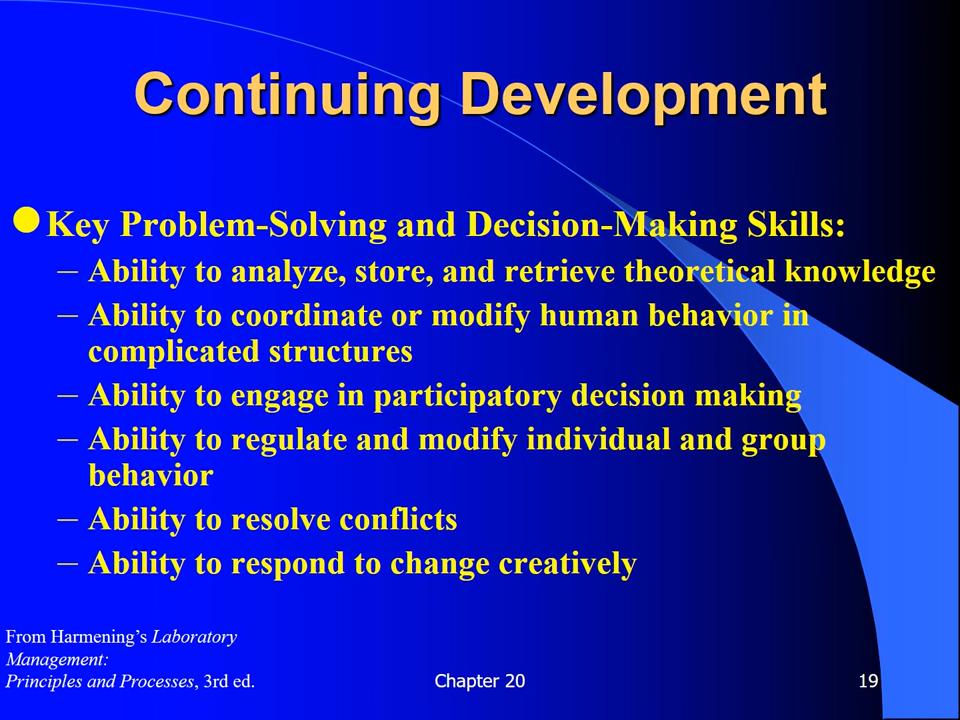 Continuing Development
● Key Problem-Solving and Decision-Making Skills:
– Ability to analyze, store, and retrieve theoretical knowledge
– Ability to coordinate or modify human behavior in
complicated structures
– Ability to engage in participatory decision making
– Ability to regulate and modify individual and group
behavior
– Ability to resolve conflicts
– Ability to respond to change creatively
From Harmening’s Laboratory
Management:
Principles and Processes, 3rd ed.
Chapter 20
19